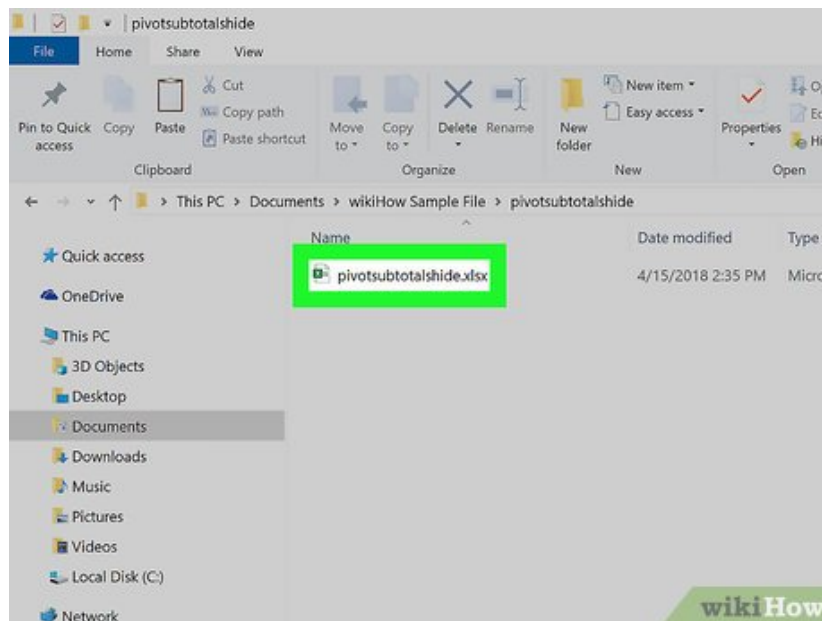 pivotsubtotalshide
File Home Share View
Pin to Quick access
Copy
Paste
Cut
Copy path
Paste shortcut
Move to
Copy to
Delete
Rename
New folder
New item
Easy access
Properties
Clipboard Organize New Open
This PC > Documents > wikiHow Sample File > pivotsubtotalshide
Name Date modified Type
pivotsubtotalshide.xlsx 4/15/2018 2:35 PM
Quick access
OneDrive
This PC
3D Objects
Desktop
Documents
Downloads
Music
Pictures
Videos
Local Disk (C:)
Network
wikiHow